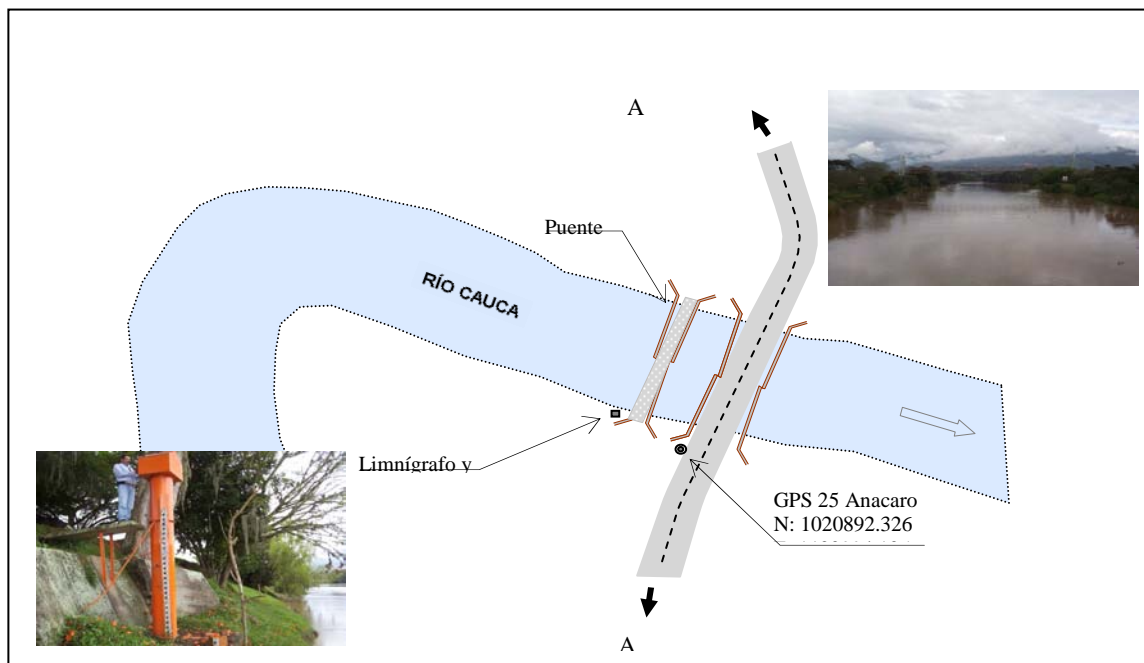 A
Puente
RÍO CAUCA
Limnígrafo y
GPS 25 Anacaro
N: 1020892.326
A